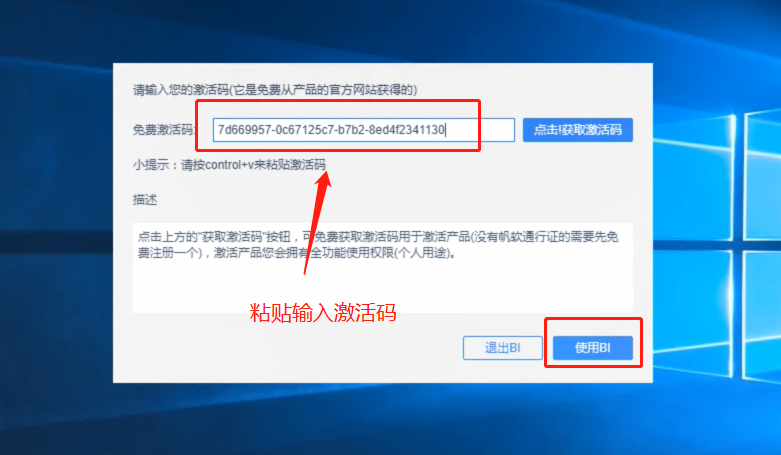 请输入您的激活码(它是免费从产品的官方网站获得的)
免费激活码: 7d669957-0c67125c7-b7b2-8ed4f2341130 点击!获取激活码
小提示：请按control+v来粘贴激活码
描述
点击上方的"获取激活码"按钮，可免费获取激活码用于激活产品(没有帆软通行证的需要先免
费注册一个)，激活产品您会拥有全功能使用权限(个人用途)。
粘贴输入激活码
退出BI 使用BI